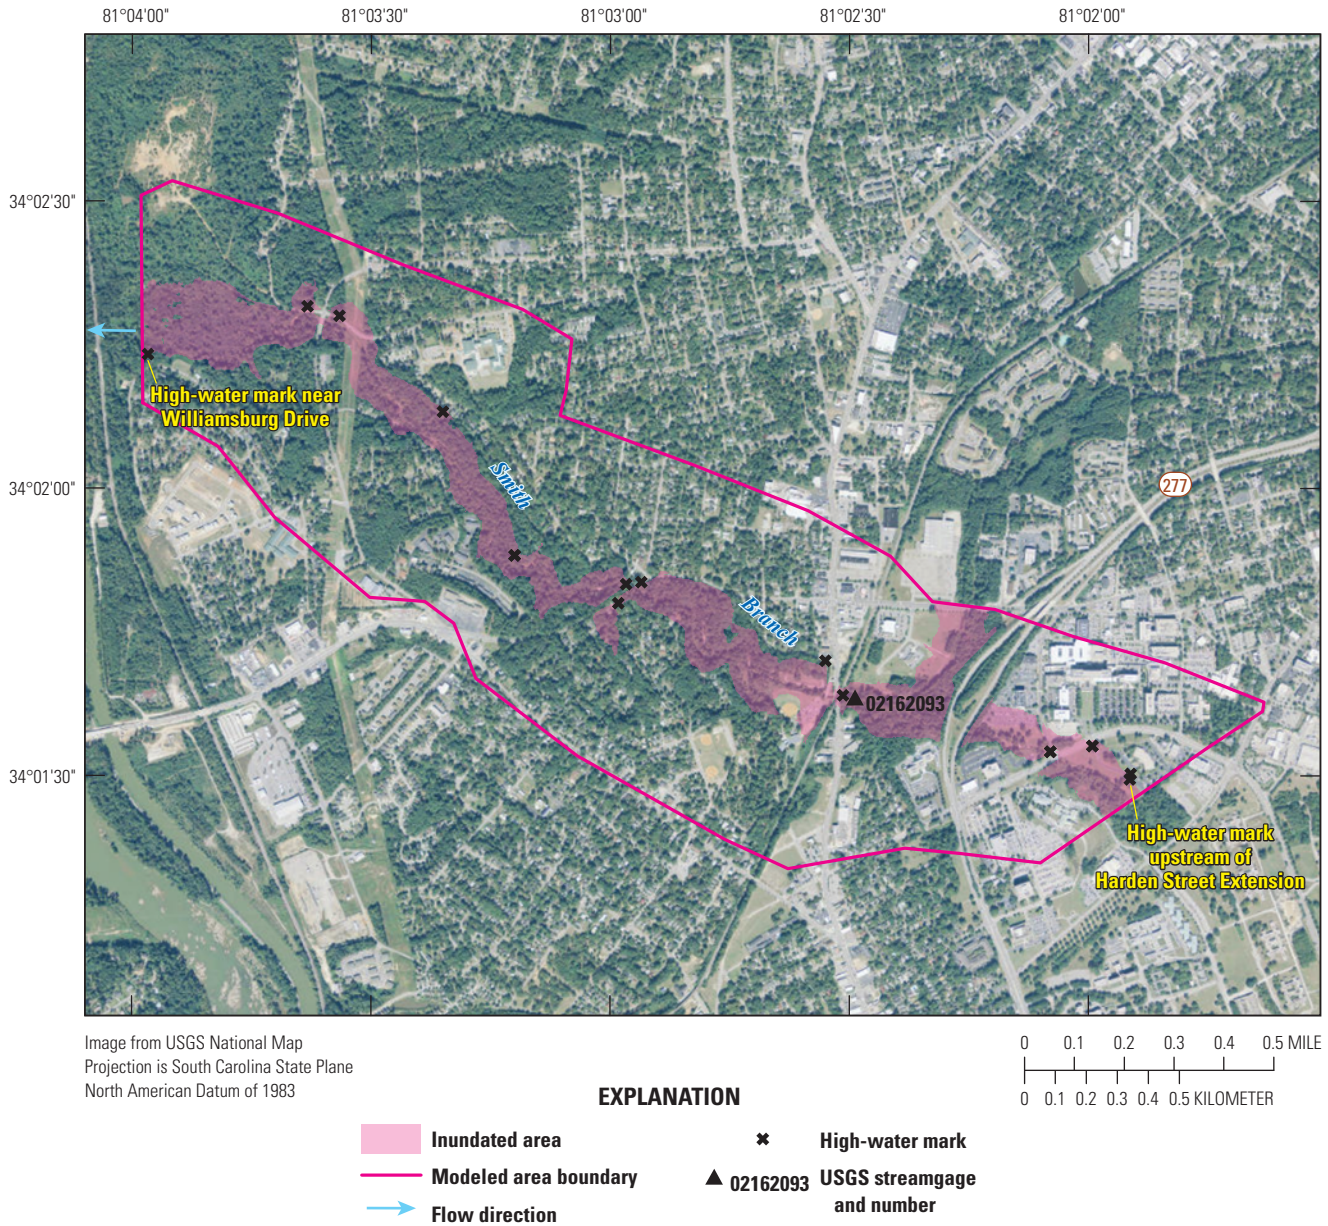 81°04'00" 81°03'30" 81°03'00" 81°02'30" 81°02'00"
34°02'30"
High-water mark near
Williamsburg Drive
Smith
34°02'00"
277
Branch
02162093
34°01'30"
High-water mark
upstream of
Harden Street Extension
Image from USGS National Map
Projection is South Carolina State Plane
North American Datum of 1983
0 0.1 0.2 0.3 0.4 0.5 MILE
0 0.1 0.2 0.3 0.4 0.5 KILOMETER
EXPLANATION
Inundated area
Modeled area boundary
Flow direction
High-water mark
02162093 USGS streamgage
and number